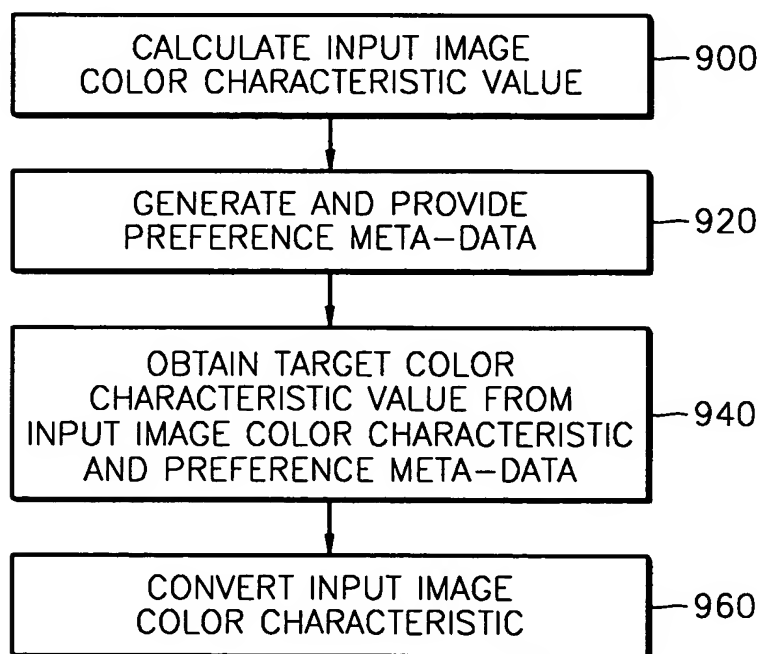 CALCULATE INPUT IMAGE
COLOR CHARACTERISTIC VALUE
900
GENERATE AND PROVIDE
PREFERENCE META-DATA
920
OBTAIN TARGET COLOR
CHARACTERISTIC VALUE FROM
INPUT IMAGE COLOR CHARACTERISTIC
AND PREFERENCE META-DATA
940
CONVERT INPUT IMAGE
COLOR CHARACTERISTIC
960